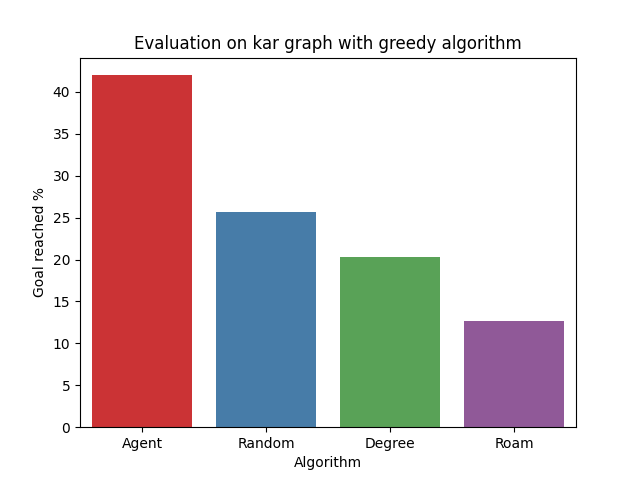 Evaluation on kar graph with greedy algorithm
Goal reached %
40
35
30
25
20
15
10
5
0
Agent Random Degree Roam
Algorithm